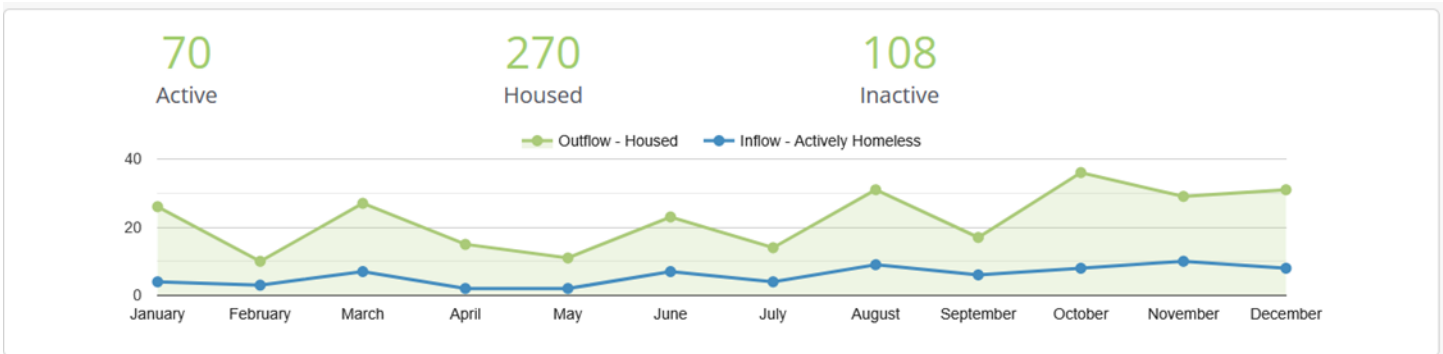 70 270 108
Active Housed Inactive
Outflow - Housed Inflow - Actively Homeless
40
20
0
January February March April May June July August September October November December